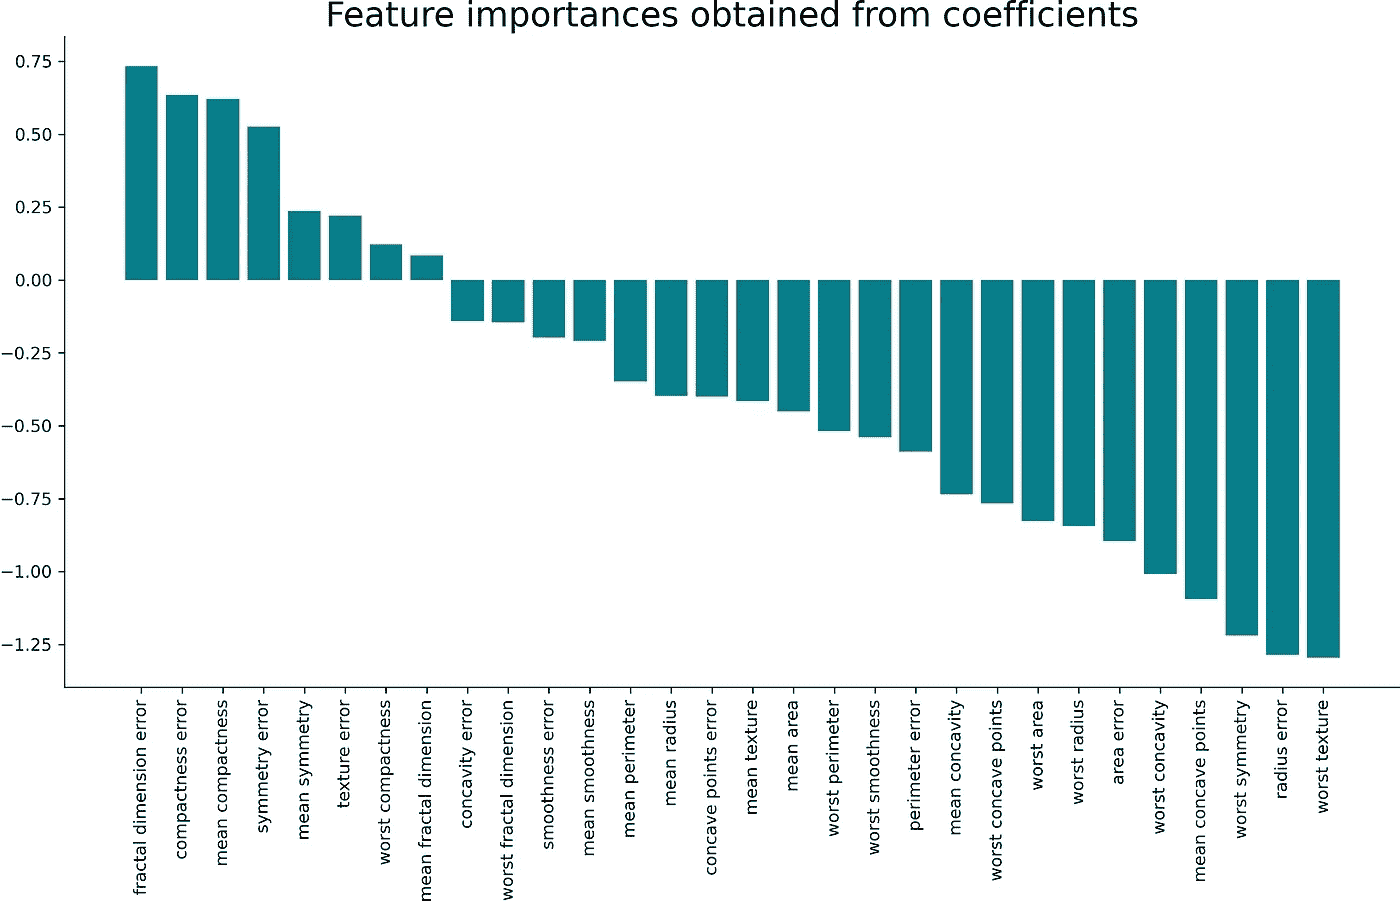 Feature importances obtained from coefficients
0.75
0.50
0.25
0.00
−0.25
−0.50
−0.75
−1.00
−1.25
fractal dimension error
compactness error
mean compactness
symmetry error
mean symmetry
texture error
worst compactness
mean fractal dimension
concavity error
worst fractal dimension
smoothness error
mean smoothness
mean perimeter
mean radius
concave points error
mean texture
mean area
worst perimeter
worst smoothness
perimeter error
mean concavity
worst concave points
worst area
worst radius
area error
worst concavity
mean concave points
worst symmetry
radius error
worst texture